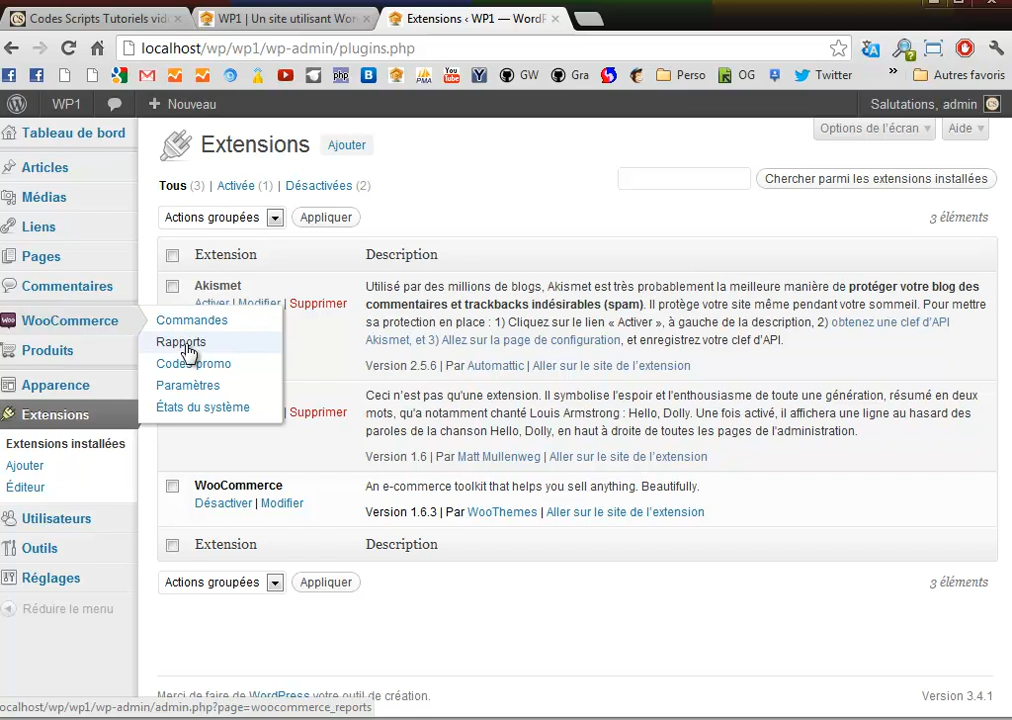 Codes Scripts Tutoriels vid
WP1 | Un site utilisant Wor
Extensions ‹ WP1 — WordP
localhost/wp/wp1/wp-admin/plugins.php
GW
Gra
Perso
OG
Twitter
Autres favoris
WP1
Nouveau
Salutations, admin
Tableau de bord
Articles
Médias
Liens
Pages
Commentaires
WooCommerce
Produits
Apparence
Extensions
Extensions installées
Ajouter
Éditeur
Utilisateurs
Outils
Réglages
Réduire le menu
Commandes
Rapports
Codes promo
Paramètres
États du système
Options de l'écran
Aide
Extensions
Ajouter
Tous (3) | Activée (1) | Désactivées (2)
Chercher parmi les extensions installées
Actions groupées
Appliquer
3 éléments
Extension
Description
Akismet
Activer | Modifier | Supprimer
Utilisé par des millions de blogs, Akismet est très probablement la meilleure manière de protéger votre blog des
commentaires et trackbacks indésirables (spam). Il protège votre site même pendant votre sommeil. Pour mettre
sa protection en place : 1) Cliquez sur le lien « Activer », à gauche de la description, 2) obtenez une clef d'API
Akismet, et 3) Allez sur la page de configuration, et enregistrez votre clef d'API.
Version 2.5.6 | Par Automattic | Aller sur le site de l'extension
| Supprimer
Ceci n'est pas qu'une extension. Il symbolise l'espoir et l'enthousiasme de toute une génération, résumé en deux
mots, qu'a notamment chanté Louis Armstrong : Hello, Dolly. Une fois activé, il affichera une ligne au hasard des
paroles de la chanson Hello, Dolly, en haut à droite de toutes les pages de l'administration.
Version 1.6 | Par Matt Mullenweg | Aller sur le site de l'extension
WooCommerce
Désactiver | Modifier
An e-commerce toolkit that helps you sell anything. Beautifully.
Version 1.6.3 | Par WooThemes | Aller sur le site de l'extension
Extension
Description
Actions groupées
Appliquer
3 éléments
Merci de faire de WordPress votre outil de création.
Version 3.4.1
ocalhost/wp/wp1/wp-admin/admin.php?page=woocommerce_reports